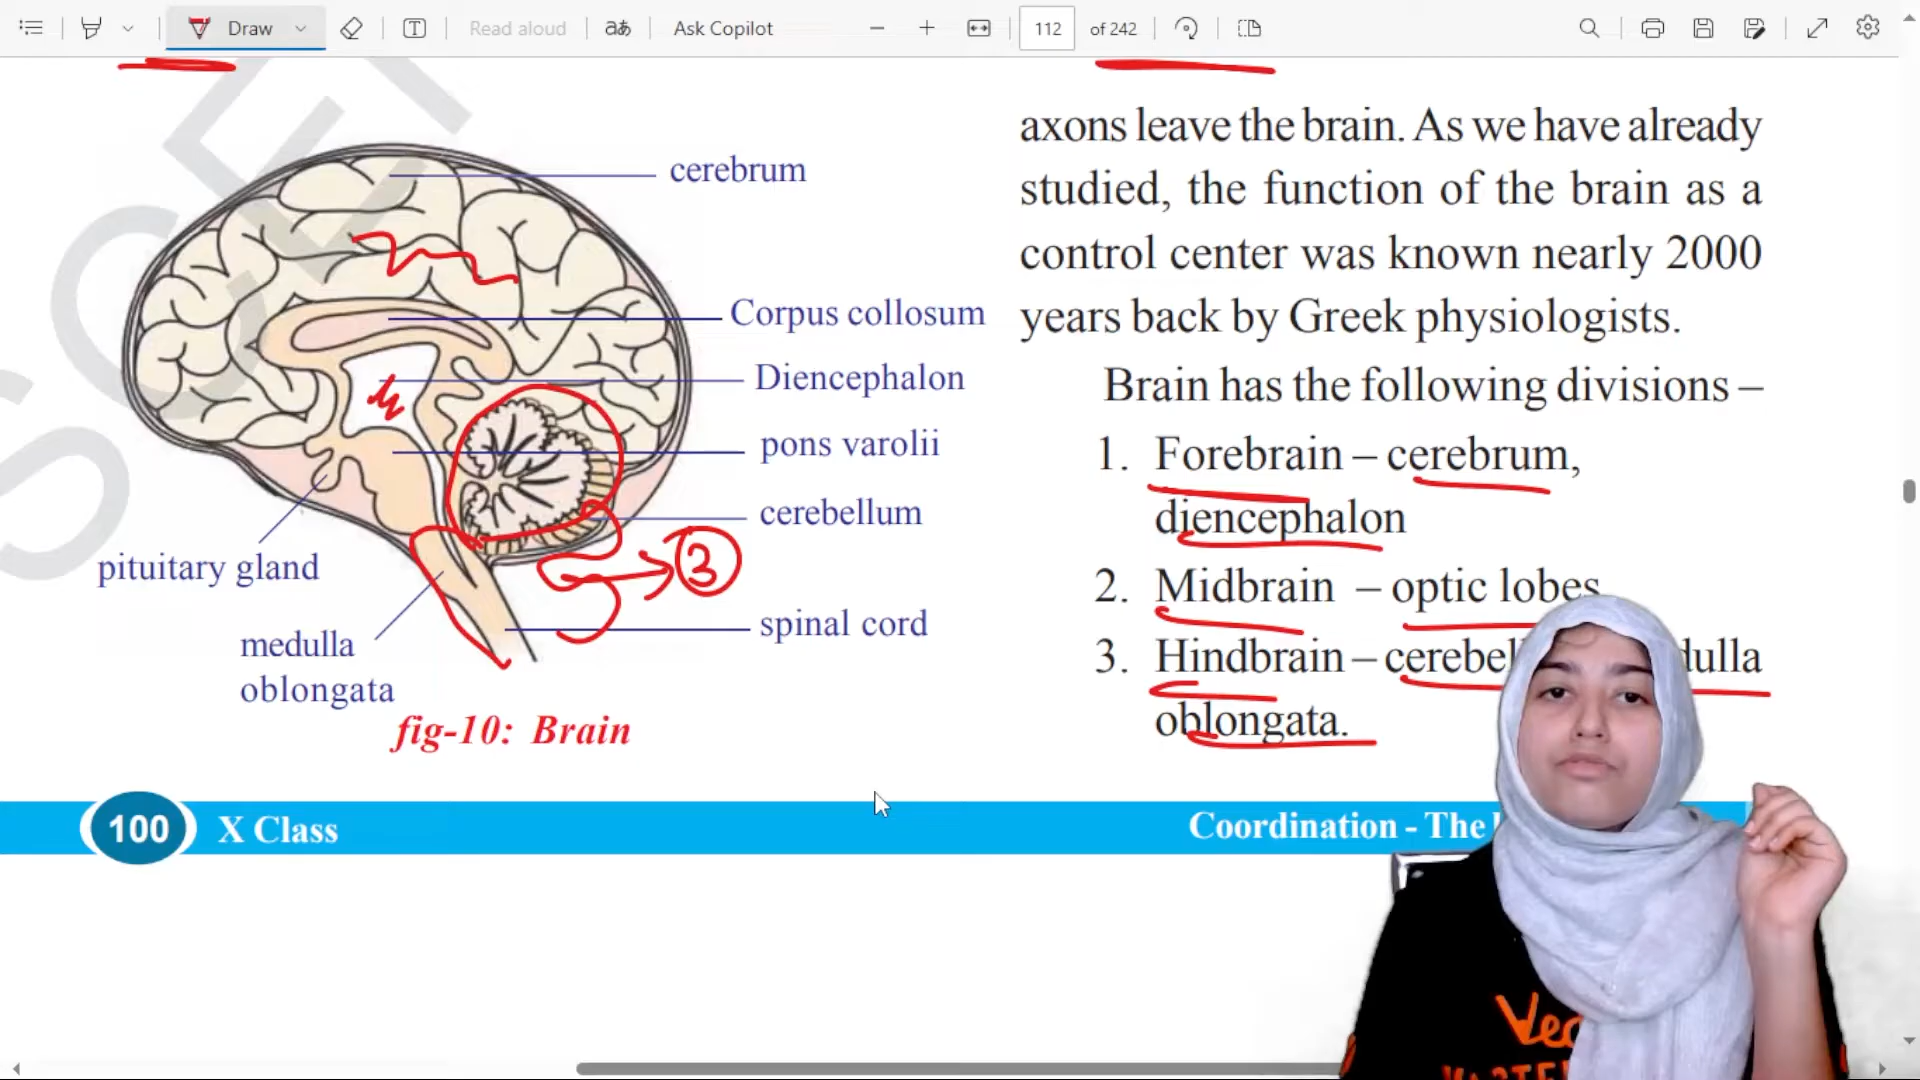 Draw
Read aloud
aあ
Ask Copilot
112
of 242
axons leave the brain. As we have already
studied, the function of the brain as a
control center was known nearly 2000
years back by Greek physiologists.
Brain has the following divisions –
1. Forebrain – cerebrum,
diencephalon
2. Midbrain – optic lobes
3. Hindbrain –
oblongata.
cerebrum
Corpus collosum
Diencephalon
pons varolii
cerebellum
3
spinal cord
pituitary gland
medulla
oblongata
fig-10: Brain
100
X Class
Coordination - The